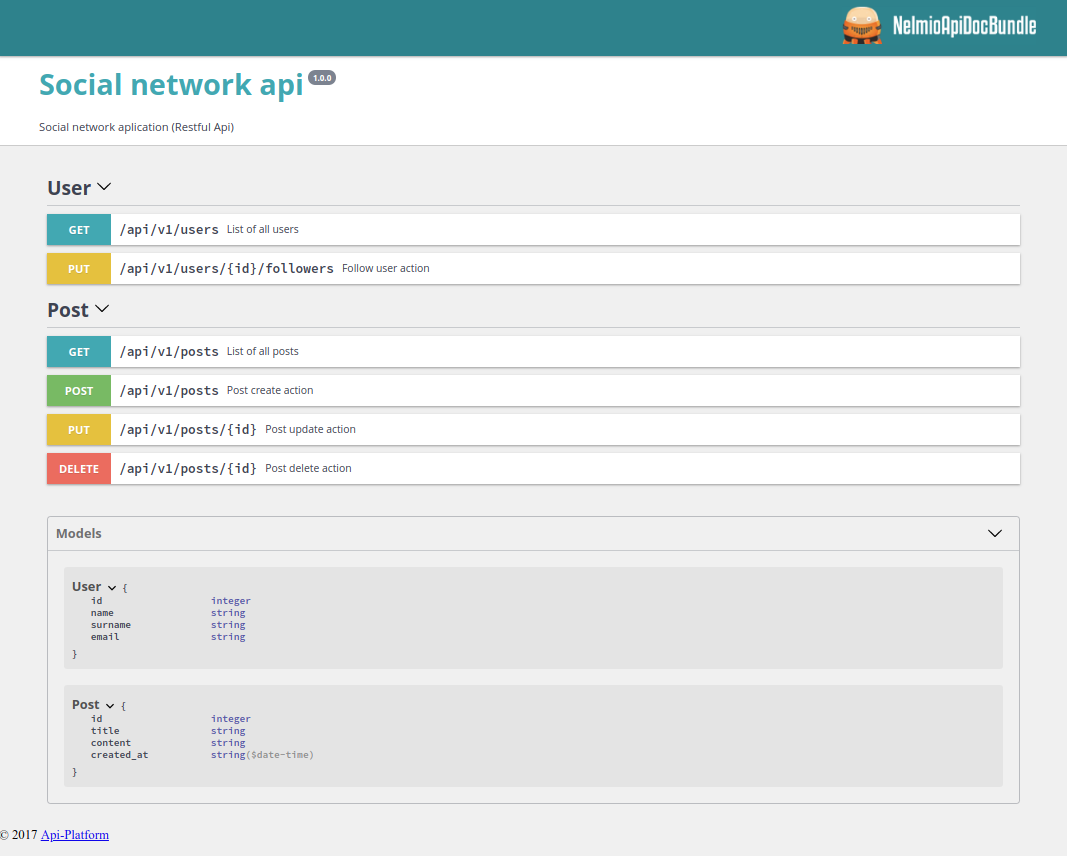 NelmioApiDocBundle
Social network api 1.0.0
Social network aplication (Restful Api)
User
GET /api/v1/users List of all users
PUT /api/v1/users/{id}/followers Follow user action
Post
GET /api/v1/posts List of all posts
POST /api/v1/posts Post create action
PUT /api/v1/posts/{id} Post update action
DELETE /api/v1/posts/{id} Post delete action
Models
User {
id integer
name string
surname string
email string
}
Post {
id integer
title string
content string
created_at string($date-time)
}
© 2017 Api-Platform